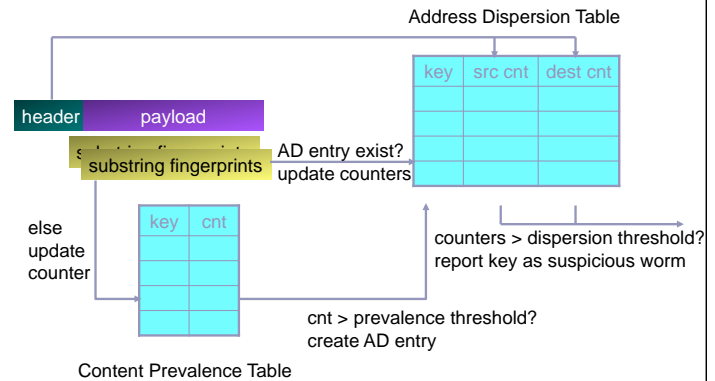 Address Dispersion Table
key src cnt dest cnt
header payload
substring fingerprints
substring fingerprints
AD entry exist?
update counters
else
update
counter
key cnt
counters > dispersion threshold?
report key as suspicious worm
cnt > prevalence threshold?
create AD entry
Content Prevalence Table